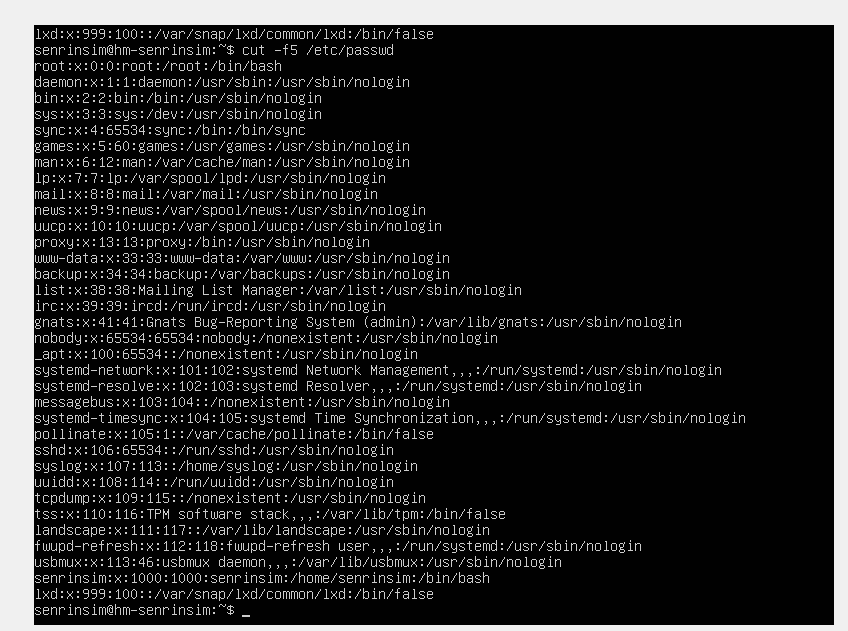 lxd:x:999:100::/var/snap/lxd/common/lxd:/bin/false
senrinsim@hm-senrinsim:~$ cut -f5 /etc/passwd
root:x:0:0:root:/root:/bin/bash
daemon:x:1:1:daemon:/usr/sbin:/usr/sbin/nologin
bin:x:2:2:bin:/bin:/usr/sbin/nologin
sys:x:3:3:sys:/dev:/usr/sbin/nologin
sync:x:4:65534:sync:/bin:/bin/sync
games:x:5:60:games:/usr/games:/usr/sbin/nologin
man:x:6:12:man:/var/cache/man:/usr/sbin/nologin
lp:x:7:7:lp:/var/spool/lpd:/usr/sbin/nologin
mail:x:8:8:mail:/var/mail:/usr/sbin/nologin
news:x:9:9:news:/var/spool/news:/usr/sbin/nologin
uucp:x:10:10:uucp:/var/spool/uucp:/usr/sbin/nologin
proxy:x:13:13:proxy:/bin:/usr/sbin/nologin
www-data:x:33:33:www-data:/var/www:/usr/sbin/nologin
backup:x:34:34:backup:/var/backups:/usr/sbin/nologin
list:x:38:38:Mailing List Manager:/var/list:/usr/sbin/nologin
irc:x:39:39:ircd:/run/ircd:/usr/sbin/nologin
gnats:x:41:41:Gnats Bug-Reporting System (admin):/var/lib/gnats:/usr/sbin/nologin
nobody:x:65534:65534:nobody:/nonexistent:/usr/sbin/nologin
_apt:x:100:65534::/nonexistent:/usr/sbin/nologin
systemd-network:x:101:102:systemd Network Management,,,:/run/systemd:/usr/sbin/nologin
systemd-resolve:x:102:103:systemd Resolver,,,:/run/systemd:/usr/sbin/nologin
messagebus:x:103:104::/nonexistent:/usr/sbin/nologin
systemd-timesync:x:104:105:systemd Time Synchronization,,,:/run/systemd:/usr/sbin/nologin
pollinate:x:105:1::/var/cache/pollinate:/bin/false
sshd:x:106:65534::/run/sshd:/usr/sbin/nologin
syslog:x:107:113::/home/syslog:/usr/sbin/nologin
uuidd:x:108:114::/run/uuidd:/usr/sbin/nologin
tcpdump:x:109:115::/nonexistent:/usr/sbin/nologin
tss:x:110:116:TPM software stack,,,:/var/lib/tpm:/bin/false
landscape:x:111:117::/var/lib/landscape:/usr/sbin/nologin
fwupd-refresh:x:112:118:fwupd-refresh user,,,:/run/systemd:/usr/sbin/nologin
usbmux:x:113:46:usbmux daemon,,,:/var/lib/usbmux:/usr/sbin/nologin
senrinsim:x:1000:1000:senrinsim:/home/senrinsim:/bin/bash
lxd:x:999:100::/var/snap/lxd/common/lxd:/bin/false
senrinsim@hm-senrinsim:~$ _